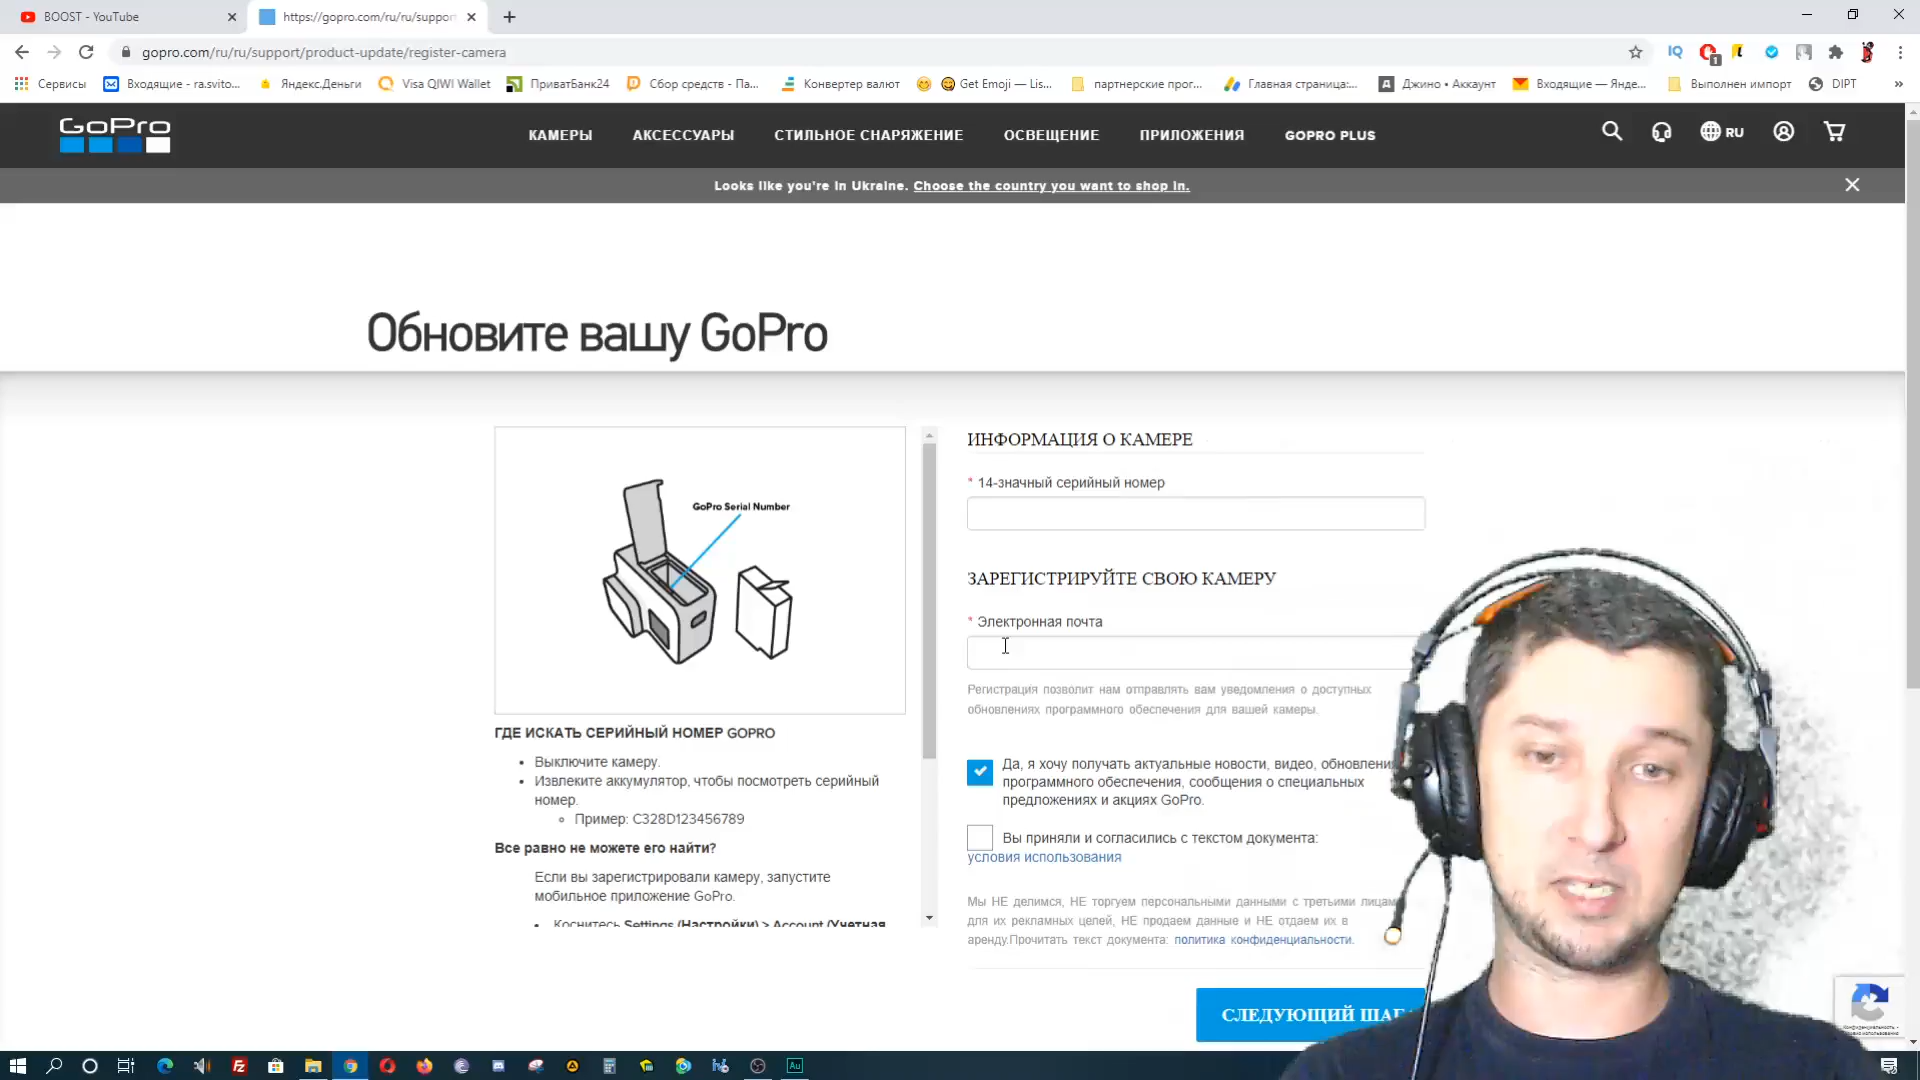 BOOST - YouTube
https://gopro.com/ru/ru/support
gopro.com/ru/ru/support/product-update/register-camera
Сервисы
Входящие - ra.svito...
Яндекс.Деньги
Visa QIWI Wallet
ПриватБанк24
Сбор средств - Па...
Конвертер валют
Get Emoji — Lis...
партнерские прог...
Главная страница:...
Джино • Аккаунт
Входящие — Янде...
Выполнен импорт
DIPT
GoPro
КАМЕРЫ
АКСЕССУАРЫ
СТИЛЬНОЕ СНАРЯЖЕНИЕ
ОСВЕЩЕНИЕ
ПРИЛОЖЕНИЯ
GOPRO PLUS
RU
Looks like you're in Ukraine. Choose the country you want to shop in.
Обновите вашу GoPro
GoPro Serial Number
ГДЕ ИСКАТЬ СЕРИЙНЫЙ НОМЕР GOPRO
• Выключите камеру.
• Извлеките аккумулятор, чтобы посмотреть серийный
номер.
Пример: C328D123456789
Все равно не можете его найти?
Если вы зарегистрировали камеру, запустите
мобильное приложение GoPro.
• Коснитесь Settings (Настройки) > Account (Учетная
ИНФОРМАЦИЯ О КАМЕРЕ
* 14-значный серийный номер
ЗАРЕГИСТРИРУЙТЕ СВОЮ КАМЕРУ
* Электронная почта
Регистрация позволит нам отправлять вам уведомления о доступных
обновлениях программного обеспечения для вашей камеры.
Да, я хочу получать актуальные новости, видео, обновления
программного обеспечения, сообщения о специальных
предложениях и акциях GoPro.
Вы приняли и согласились с текстом документа:
условия использования
Мы НЕ делимся, НЕ торгуем персональными данными с третьими лицам
для их рекламных целей, НЕ продаем данные и НЕ отдаем их в
аренду.Прочитать текст документа: политика конфиденциальности.
СЛЕДУЮЩИЙ ШАГ